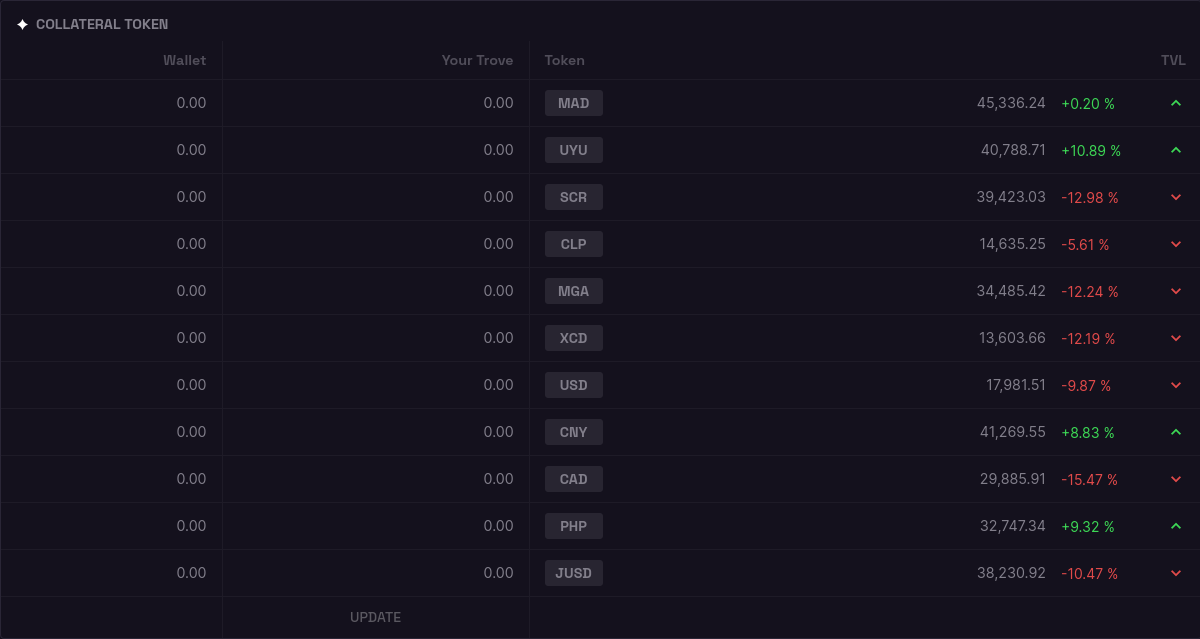 COLLATERAL TOKEN
Wallet Your Trove Token TVL
0.00 0.00 MAD 45,336.24 +0.20 %
0.00 0.00 UYU 40,788.71 +10.89 %
0.00 0.00 SCR 39,423.03 -12.98 %
0.00 0.00 CLP 14,635.25 -5.61 %
0.00 0.00 MGA 34,485.42 -12.24 %
0.00 0.00 XCD 13,603.66 -12.19 %
0.00 0.00 USD 17,981.51 -9.87 %
0.00 0.00 CNY 41,269.55 +8.83 %
0.00 0.00 CAD 29,885.91 -15.47 %
0.00 0.00 PHP 32,747.34 +9.32 %
0.00 0.00 JUSD 38,230.92 -10.47 %
UPDATE